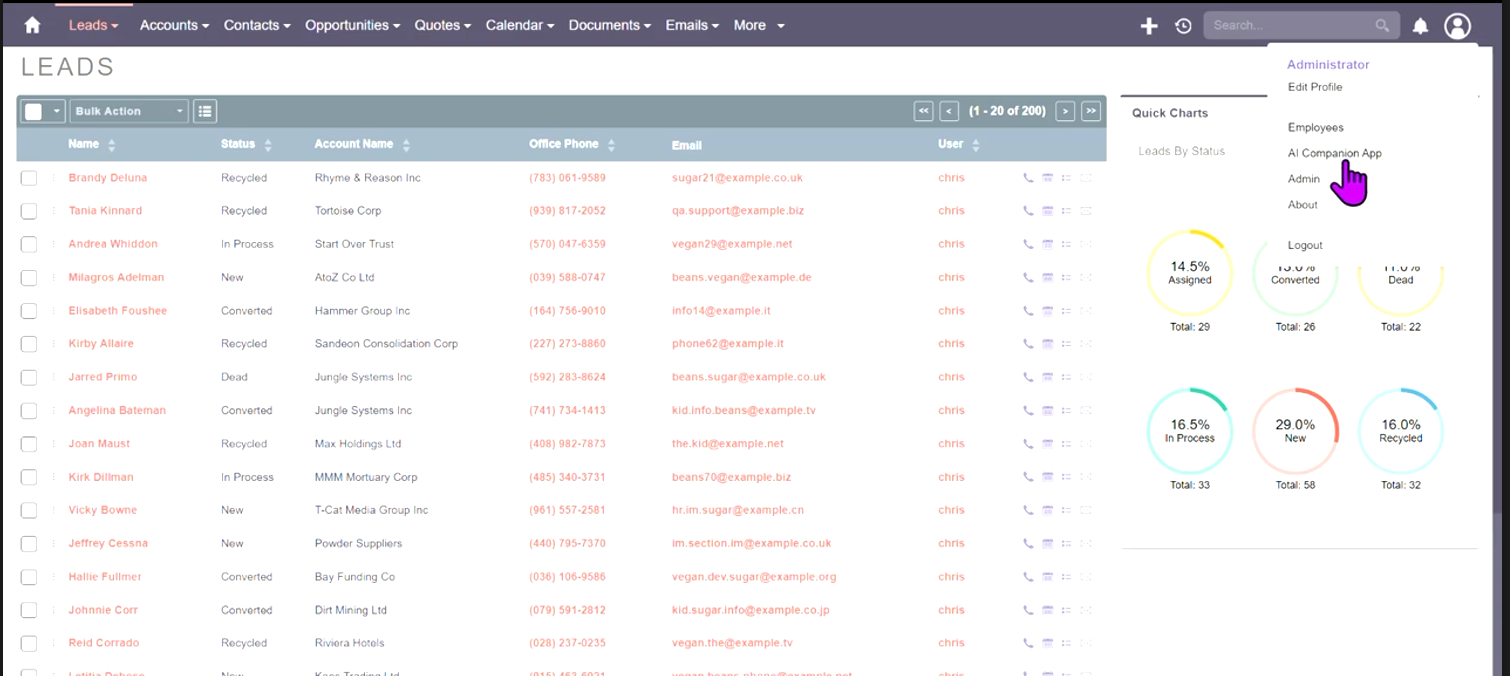 Leads Accounts Contacts Opportunities Quotes Calendar Documents Emails More Search...
LEADS
Administrator
Edit Profile
Employees
AI Companion App
Admin
About
Logout
Bulk Action << < (1 - 20 of 200) > >>
Name Status Account Name Office Phone Email User
Brandy Deluna Recycled Rhyme & Reason Inc (783) 061-9589 sugar21@example.co.uk chris
Tania Kinnard Recycled Tortoise Corp (939) 817-2052 qa.support@example.biz chris
Andrea Whiddon In Process Start Over Trust (570) 047-6359 vegan29@example.net chris
Milagros Adelman New AtoZ Co Ltd (039) 588-0747 beans.vegan@example.de chris
Elisabeth Foushee Converted Hammer Group Inc (164) 756-9010 info14@example.it chris
Kirby Allaire Recycled Sandeon Consolidation Corp (227) 273-8860 phone62@example.it chris
Jarred Primo Dead Jungle Systems Inc (592) 283-8624 beans.sugar@example.co.uk chris
Angelina Bateman Converted Jungle Systems Inc (741) 734-1413 kid.info.beans@example.tv chris
Joan Maust Recycled Max Holdings Ltd (408) 982-7873 the.kid@example.net chris
Kirk Dillman In Process MMM Mortuary Corp (485) 340-3731 beans70@example.biz chris
Vicky Bowne New T-Cat Media Group Inc (961) 557-2581 hr.im.sugar@example.cn chris
Jeffrey Cessna New Powder Suppliers (440) 795-7370 im.section.im@example.co.uk chris
Hallie Fullmer Converted Bay Funding Co (036) 106-9586 vegan.dev.sugar@example.org chris
Johnnie Corr Converted Dirt Mining Ltd (079) 591-2812 kid.sugar.info@example.co.jp chris
Reid Corrado Recycled Riviera Hotels (028) 237-0235 vegan.the@example.tv chris
Quick Charts
Leads By Status
14.5% Assigned Total: 29
Converted Total: 26
Dead Total: 22
16.5% In Process Total: 33
29.0% New Total: 58
16.0% Recycled Total: 32